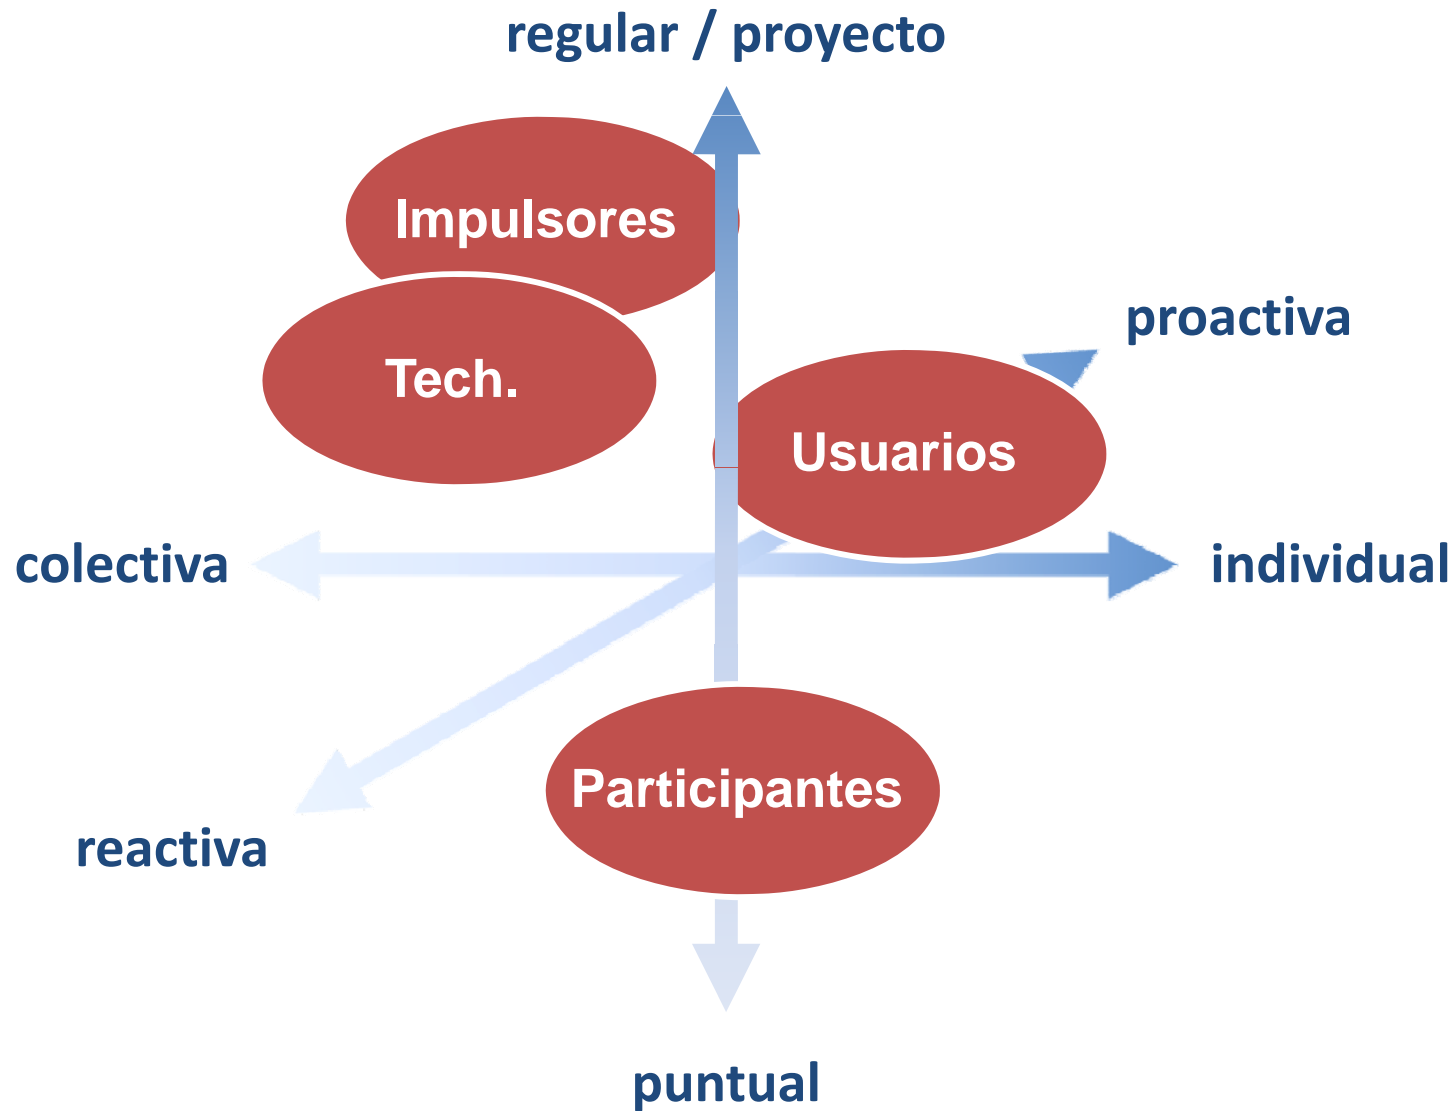 regular / proyecto
Impulsores
proactiva
Tech.
Usuarios
colectiva
individual
Participantes
reactiva
puntual